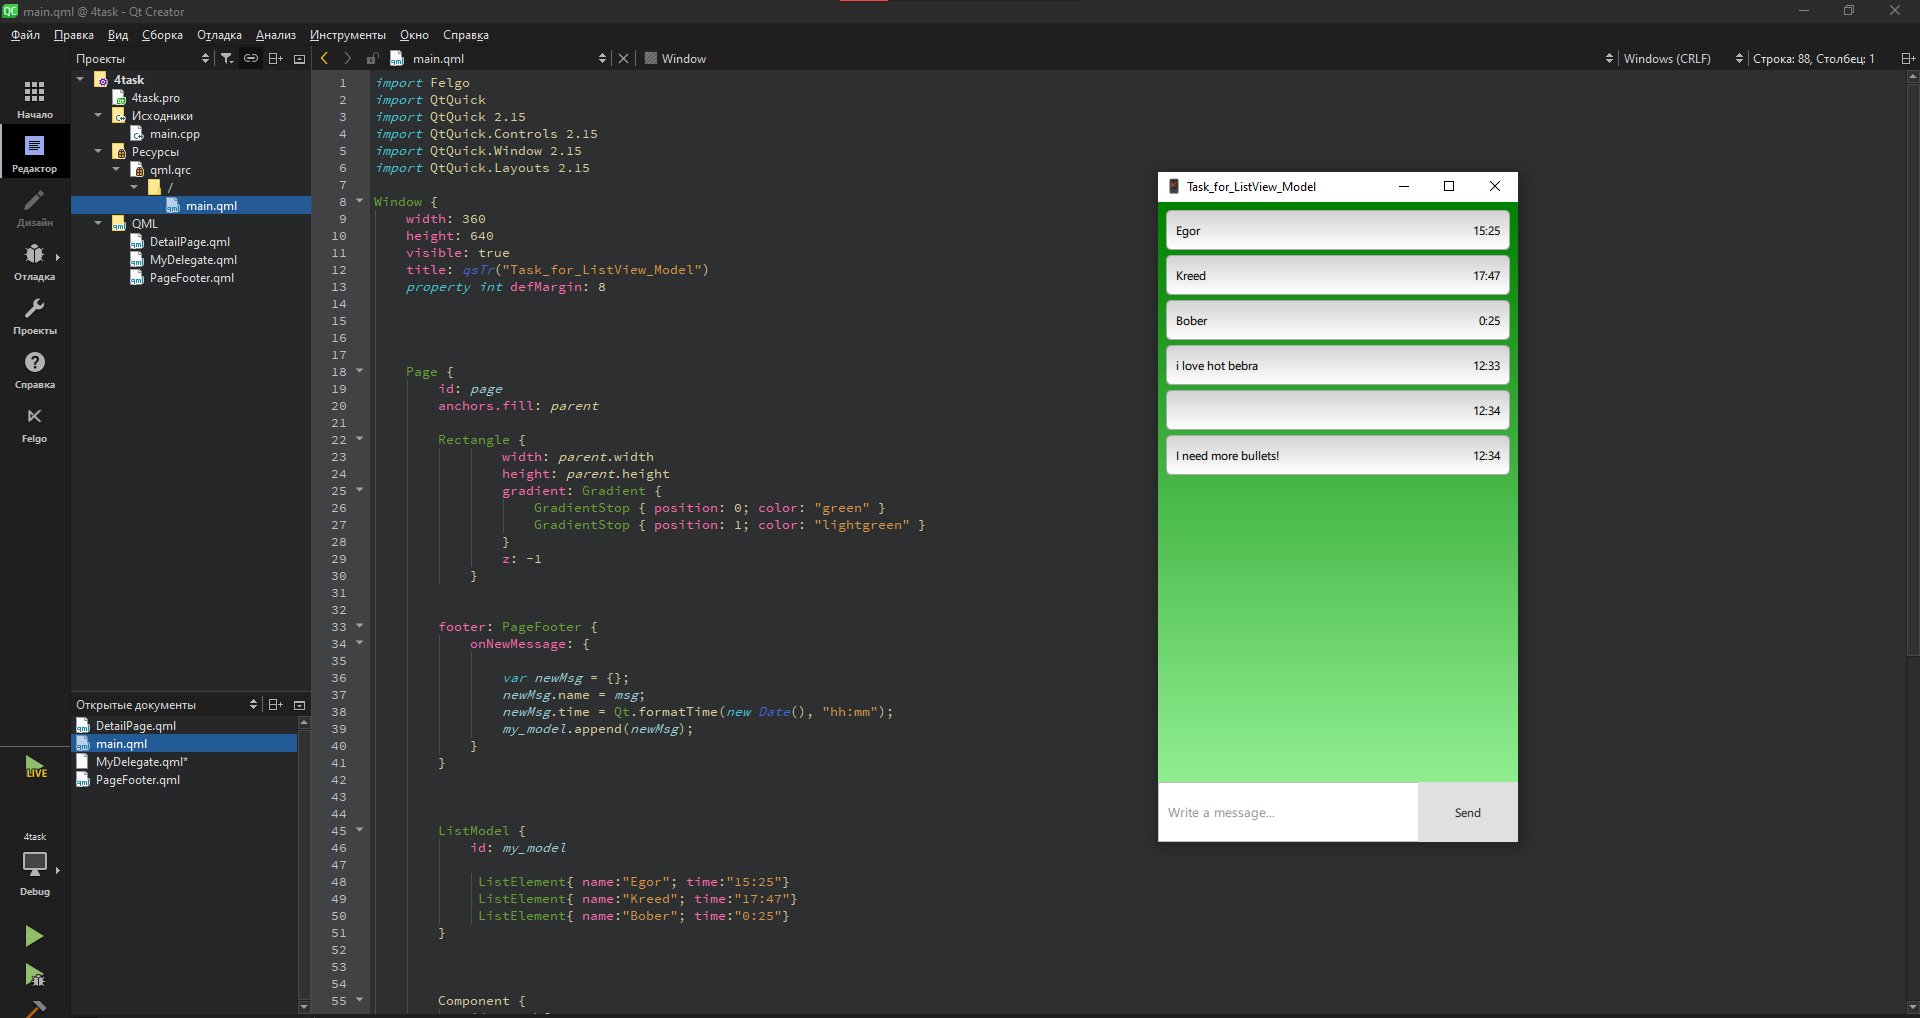 main.qml @ 4task - Qt Creator
Файл Правка Вид Сборка Отладка Анализ Инструменты Окно Справка
Проекты
main.qml
Window
Windows (CRLF)
Строка: 88, Столбец: 1
Начало
Редактор
Дизайн
Отладка
Проекты
Справка
Felgo
LIVE
4task
Debug
4task
4task.pro
Исходники
main.cpp
Ресурсы
qml.qrc
/
main.qml
QML
DetailPage.qml
MyDelegate.qml
PageFooter.qml
Открытые документы
DetailPage.qml
main.qml
MyDelegate.qml*
PageFooter.qml
1 import Felgo
2 import QtQuick
3 import QtQuick 2.15
4 import QtQuick.Controls 2.15
5 import QtQuick.Window 2.15
6 import QtQuick.Layouts 2.15
7
8 Window {
9 width: 360
10 height: 640
11 visible: true
12 title: qsTr("Task_for_ListView_Model")
13 property int defMargin: 8
14
15
16
17
18 Page {
19 id: page
20 anchors.fill: parent
21
22 Rectangle {
23 width: parent.width
24 height: parent.height
25 gradient: Gradient {
26 GradientStop { position: 0; color: "green" }
27 GradientStop { position: 1; color: "lightgreen" }
28 }
29 z: -1
30 }
31
32
33 footer: PageFooter {
34 onNewMessage: {
35
36 var newMsg = {};
37 newMsg.name = msg;
38 newMsg.time = Qt.formatTime(new Date(), "hh:mm");
39 my_model.append(newMsg);
40 }
41 }
42
43
44
45 ListModel {
46 id: my_model
47
48 ListElement{ name:"Egor"; time:"15:25"}
49 ListElement{ name:"Kreed"; time:"17:47"}
50 ListElement{ name:"Bober"; time:"0:25"}
51 }
52
53
54
55 Component {
Task_for_ListView_Model
Egor 15:25
Kreed 17:47
Bober 0:25
i love hot bebra 12:33
12:34
I need more bullets! 12:34
Write a message...
Send